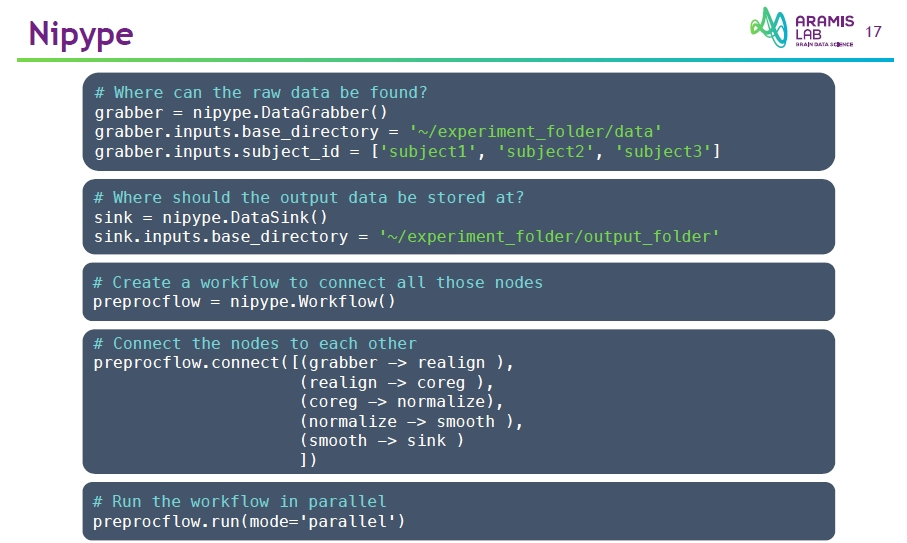 Nipype
ARAMIS
LAB
BRAIN DATA SCIENCE
17
# Where can the raw data be found?
grabber = nipype.DataGrabber()
grabber.inputs.base_directory = '~/experiment_folder/data'
grabber.inputs.subject_id = ['subject1', 'subject2', 'subject3']
# Where should the output data be stored at?
sink = nipype.DataSink()
sink.inputs.base_directory = '~/experiment_folder/output_folder'
# Create a workflow to connect all those nodes
preprocflow = nipype.Workflow()
# Connect the nodes to each other
preprocflow.connect([(grabber —> realign ),
(realign —> coreg ),
(coreg —> normalize),
(normalize —> smooth ),
(smooth —> sink )
])
# Run the workflow in parallel
preprocflow.run(mode='parallel')